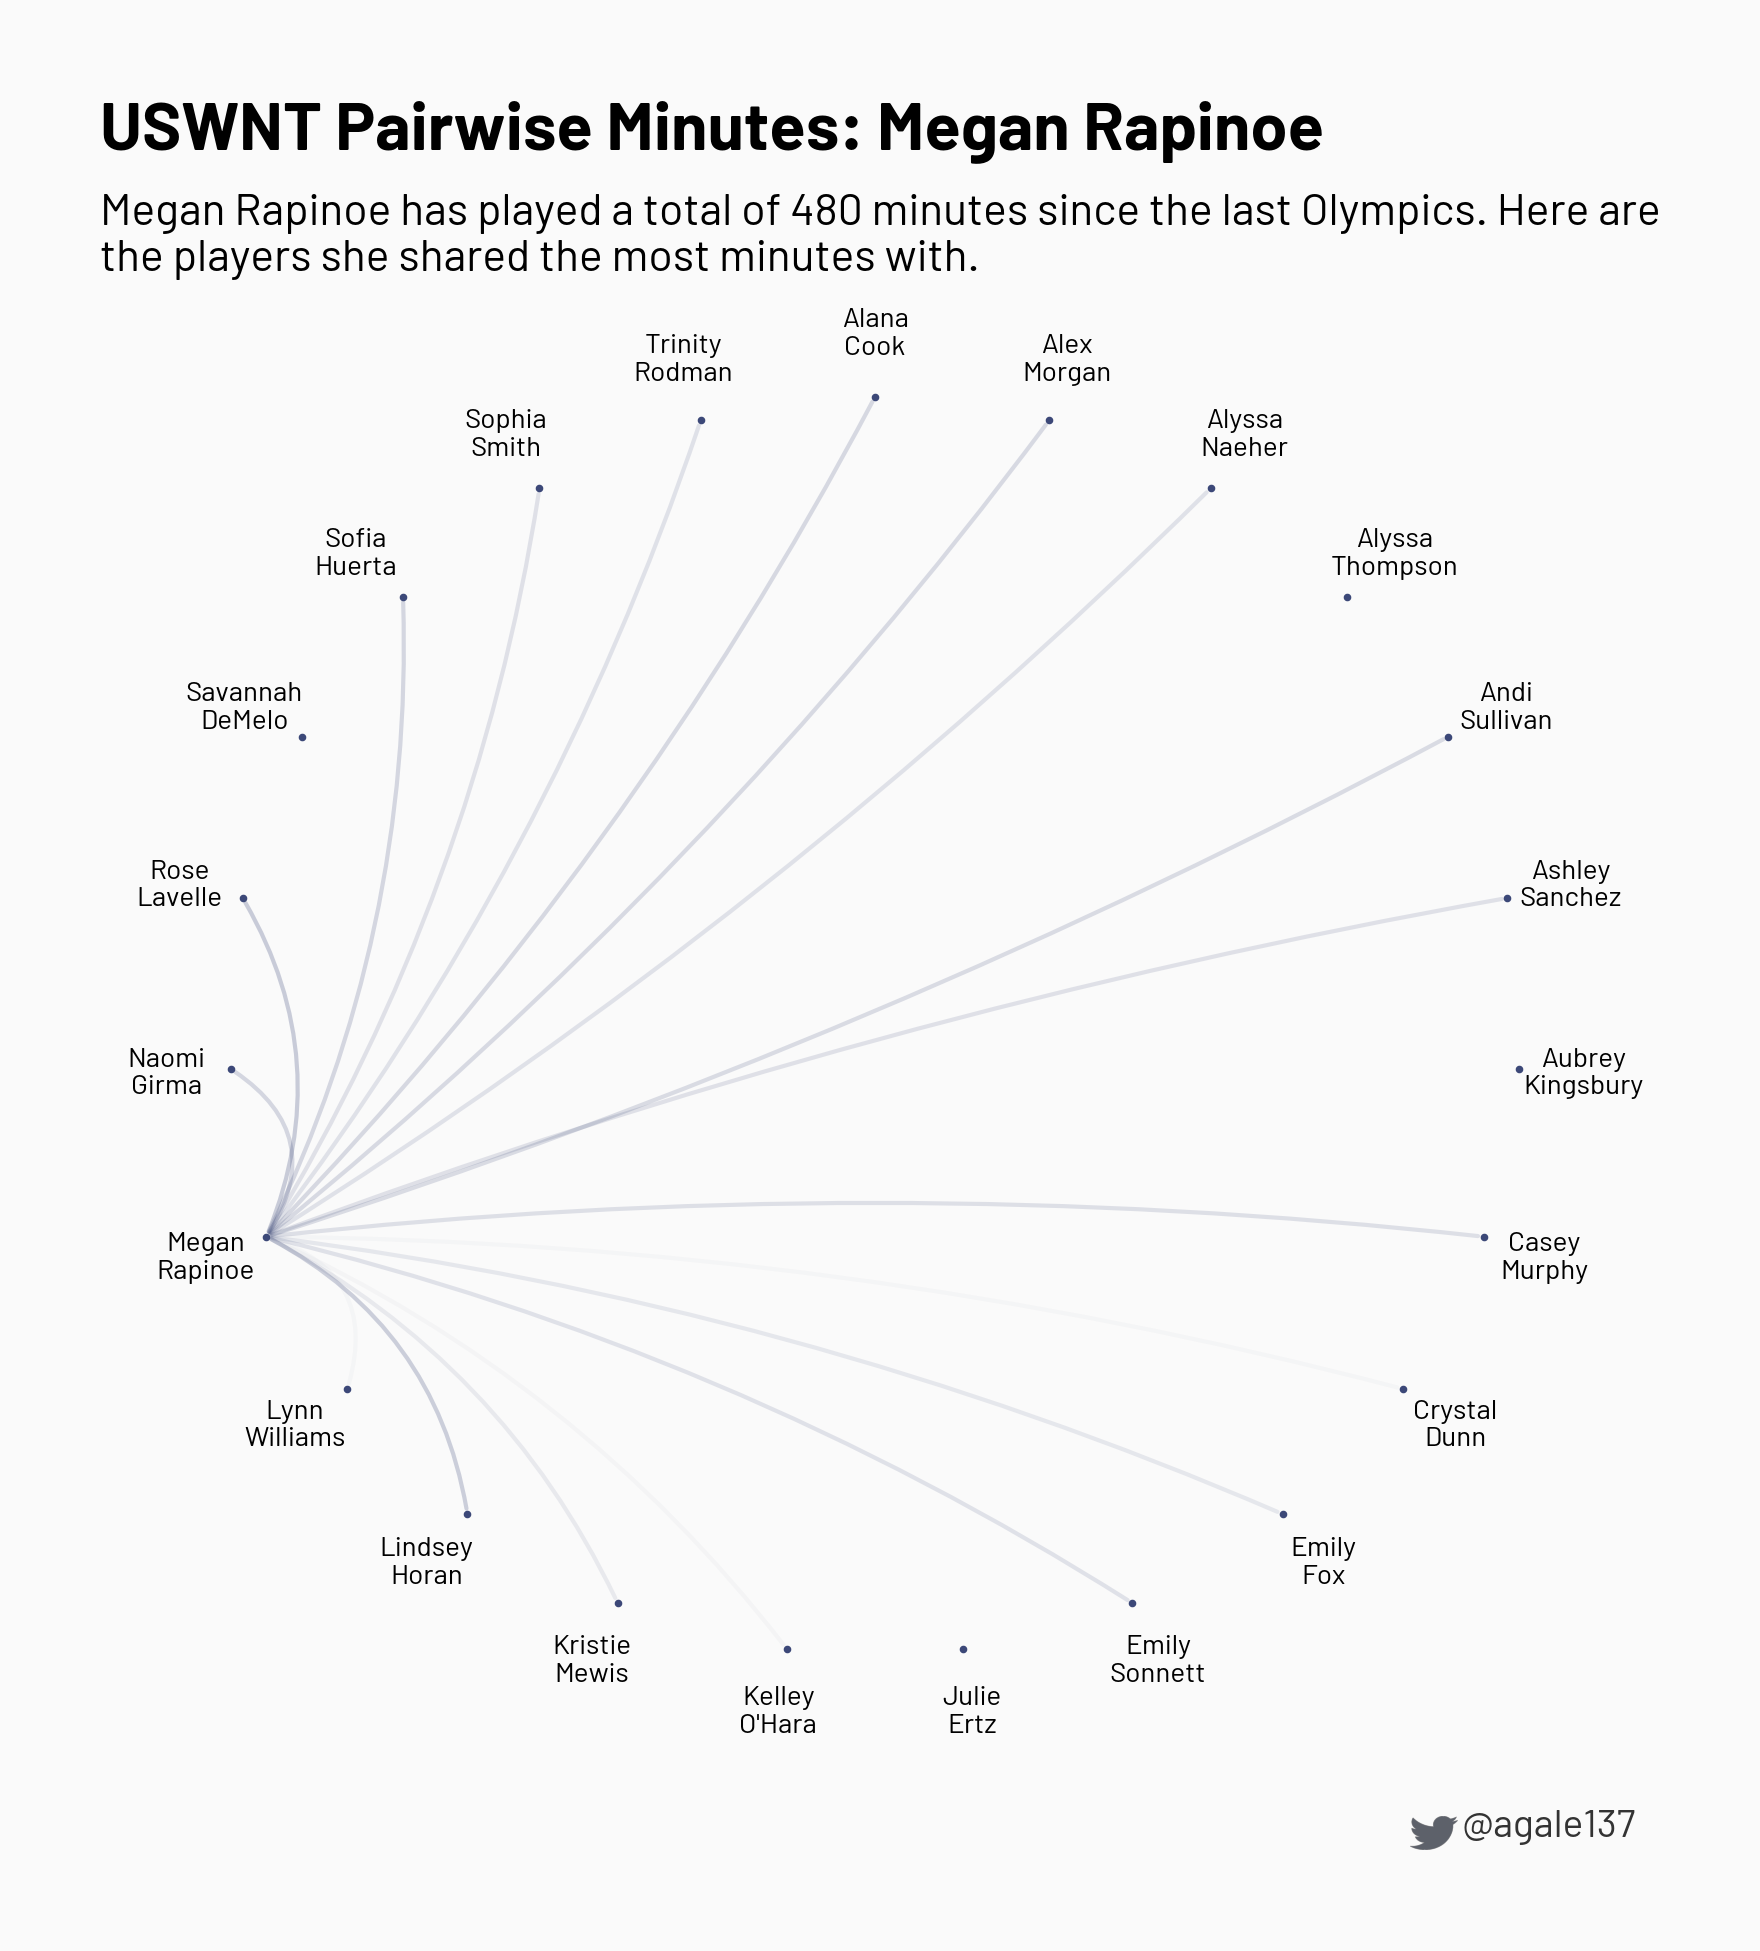 USWNT Pairwise Minutes: Megan Rapinoe
Megan Rapinoe has played a total of 480 minutes since the last Olympics. Here are
the players she shared the most minutes with.
Alana
Cook
Trinity
Rodman
Alex
Morgan
Sophia
Smith
Alyssa
Naeher
Sofia
Huerta
Alyssa
Thompson
Savannah
DeMelo
Andi
Sullivan
Rose
Lavelle
Ashley
Sanchez
Naomi
Girma
Aubrey
Kingsbury
Megan
Rapinoe
Casey
Murphy
Lynn
Williams
Crystal
Dunn
Lindsey
Horan
Emily
Fox
Kristie
Mewis
Emily
Sonnett
Kelley
O'Hara
Julie
Ertz
@agale137